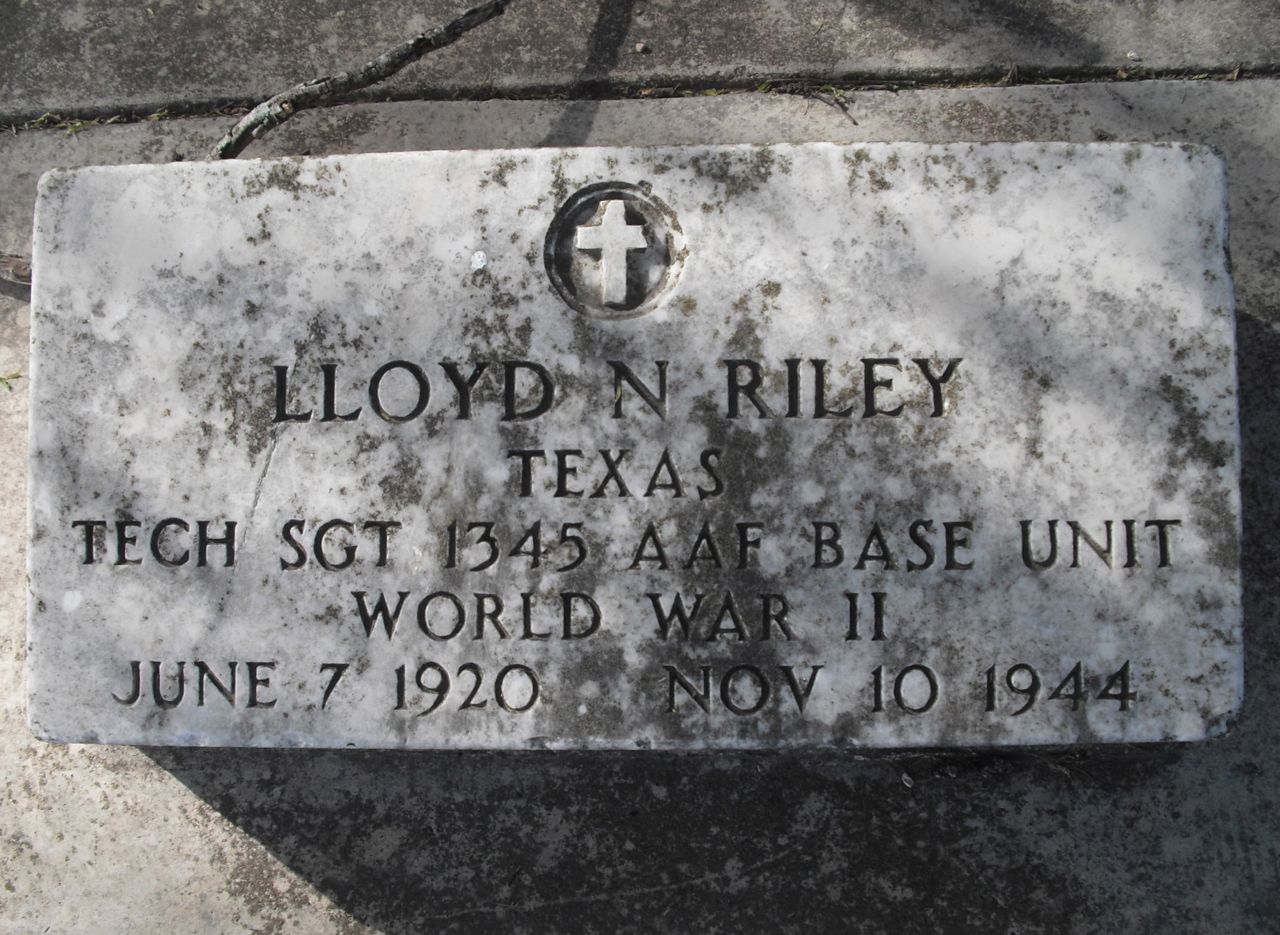 LLOYD N RILEY
TEXAS
TECH SGT 1345 AAF BASE UNIT
WORLD WAR II
JUNE 7 1920 NOV 10 1944